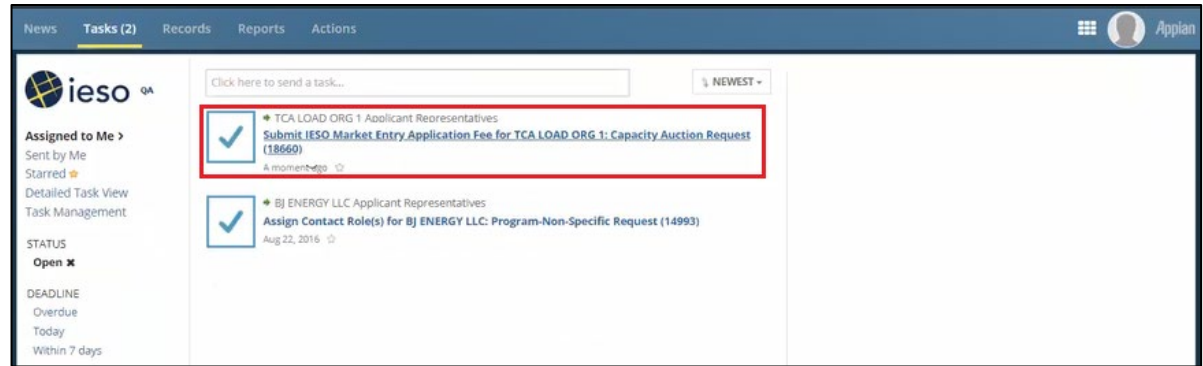 News Tasks (2) Records Reports Actions Appian
ieso QA
Assigned to Me >
Sent by Me
Starred
Detailed Task View
Task Management
STATUS
Open ✖
DEADLINE
Overdue
Today
Within 7 days
Click here to send a task... NEWEST
TCA LOAD ORG 1 Applicant Representatives
Submit IESO Market Entry Application Fee for TCA LOAD ORG 1: Capacity Auction Request
(18660)
A moment ago
BJ ENERGY LLC Applicant Representatives
Assign Contact Role(s) for BJ ENERGY LLC: Program-Non-Specific Request (14993)
Aug 22, 2016